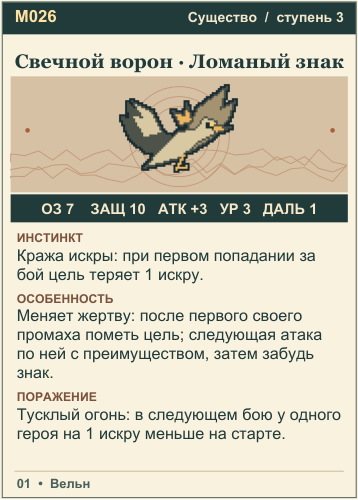 M026
Существо / ступень 3
Свечной ворон · Ломаный знак
ОЗ 7 ЗАЩ 10 АТК +3 УР 3 ДАЛЬ 1
ИНСТИНКТ
Кража искры: при первом попадании за
бой цель теряет 1 искру.
ОСОБЕННОСТЬ
Меняет жертву: после первого своего
промаха пометь цель; следующая атака
по ней с преимуществом, затем забудь
знак.
ПОРАЖЕНИЕ
Тусклый огонь: в следующем бою у одного
героя на 1 искру меньше на старте.
01 • Вельн